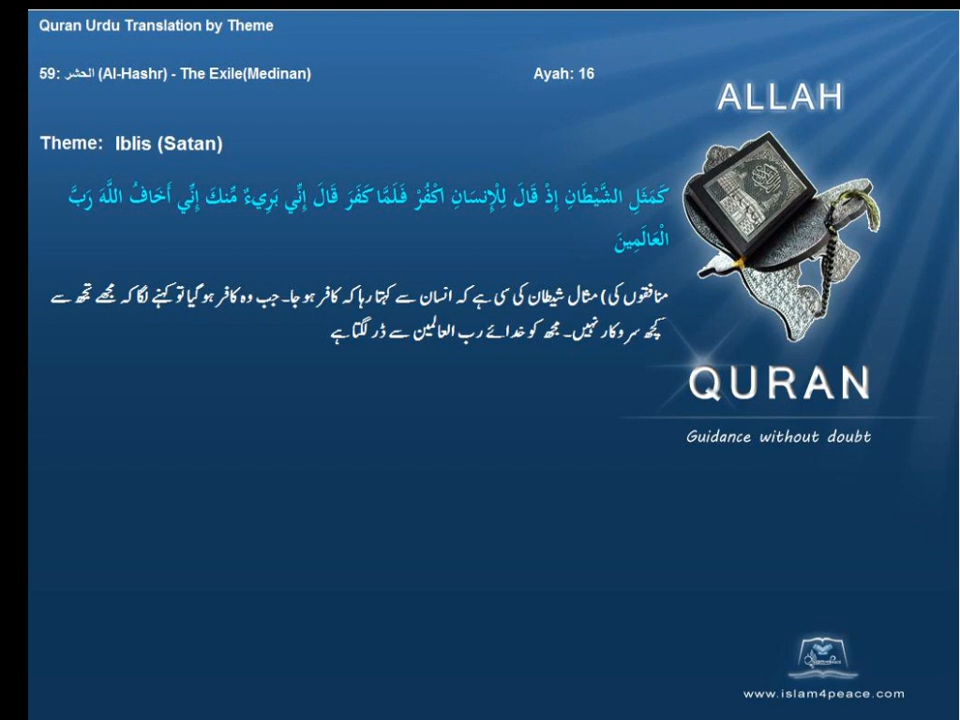 Quran Urdu Translation by Theme
59: الحشر (Al-Hashr) - The Exile(Medinan) Ayah: 16
ALLAH
Theme: Iblis (Satan)
كَمَثَلِ الشَّيْطَانِ إِذْ قَالَ لِلْإِنسَانِ اكْفُرْ فَلَمَّا كَفَرَ قَالَ إِنِّي بَرِيءٌ مِّنكَ إِنِّي أَخَافُ اللَّهَ رَبَّ
الْعَالَمِينَ
منافقوں کی) مثال شیطان کی سی ہے کہ انسان سے کہتا رہا کہ کافر ہو جا۔ جب وہ کافر ہو گیا تو کہنے لگا کہ مجھے تجھ سے
کچھ سروکار نہیں۔ مجھ کو خدائے رب العالمین سے ڈر لگتا ہے
QURAN
Guidance without doubt
www.islam4peace.com